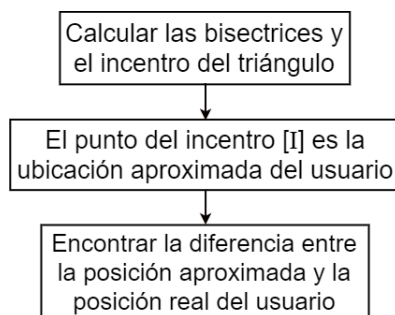 Calcular las bisectrices y
el incentro del triángulo
El punto del incentro [I] es la
ubicación aproximada del usuario
Encontrar la diferencia entre
la posición aproximada y la
posición real del usuario